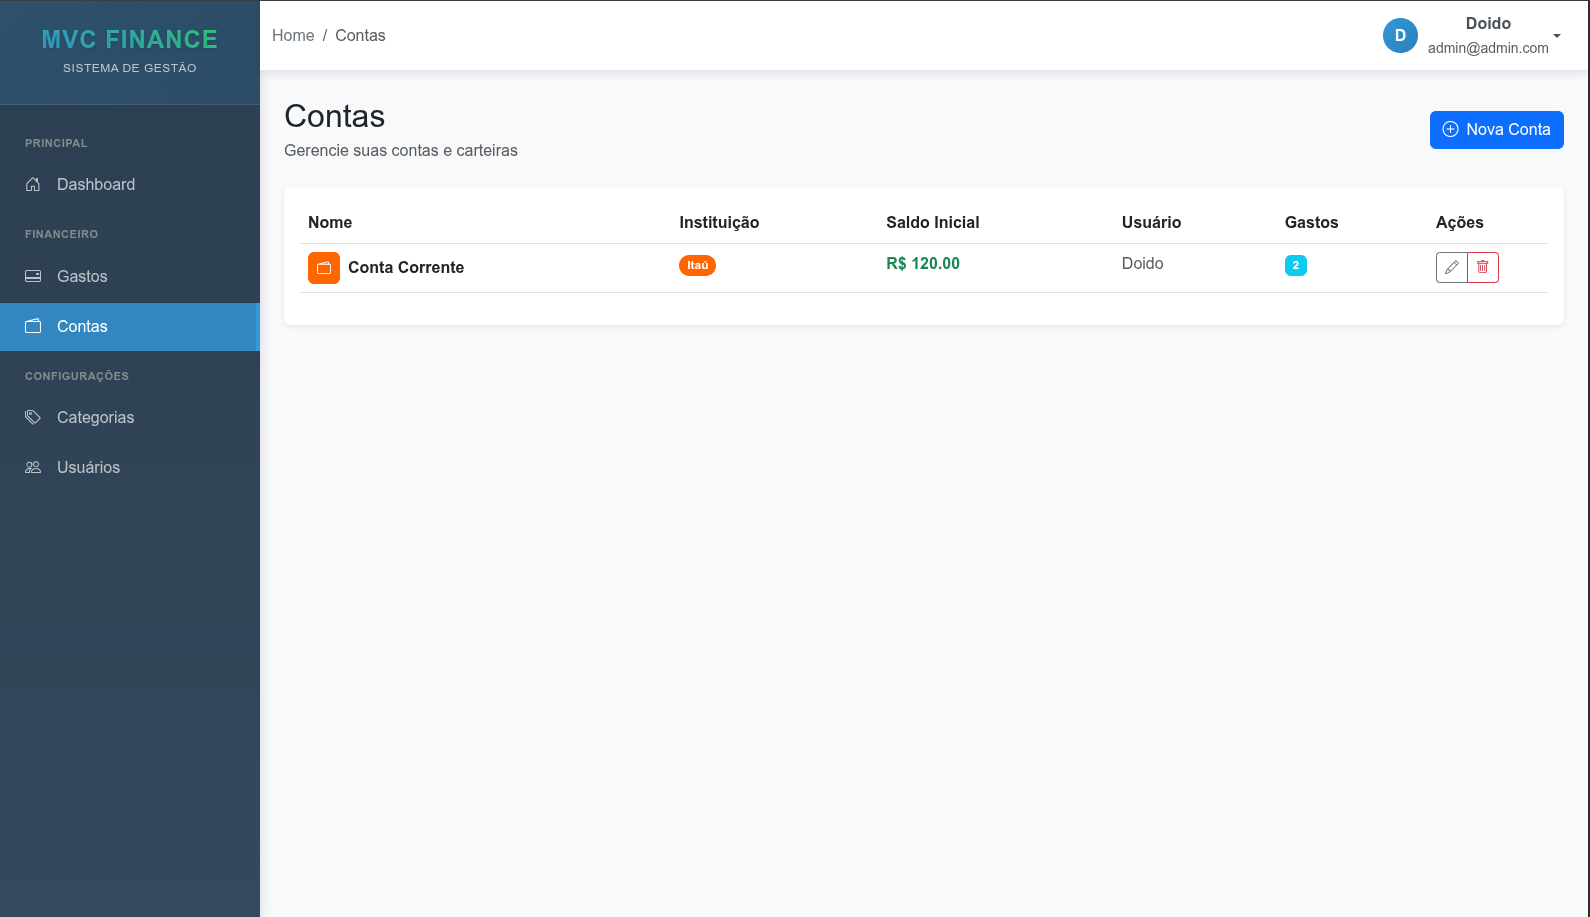 MVC FINANCE
SISTEMA DE GESTÃO
PRINCIPAL
Dashboard
FINANCEIRO
Gastos
Contas
CONFIGURAÇÕES
Categorias
Usuários
Home / Contas
D
Doido
admin@admin.com
Contas
Gerencie suas contas e carteiras
Nova Conta
Nome Instituição Saldo Inicial Usuário Gastos Ações
Conta Corrente Itaú R$ 120.00 Doido 2